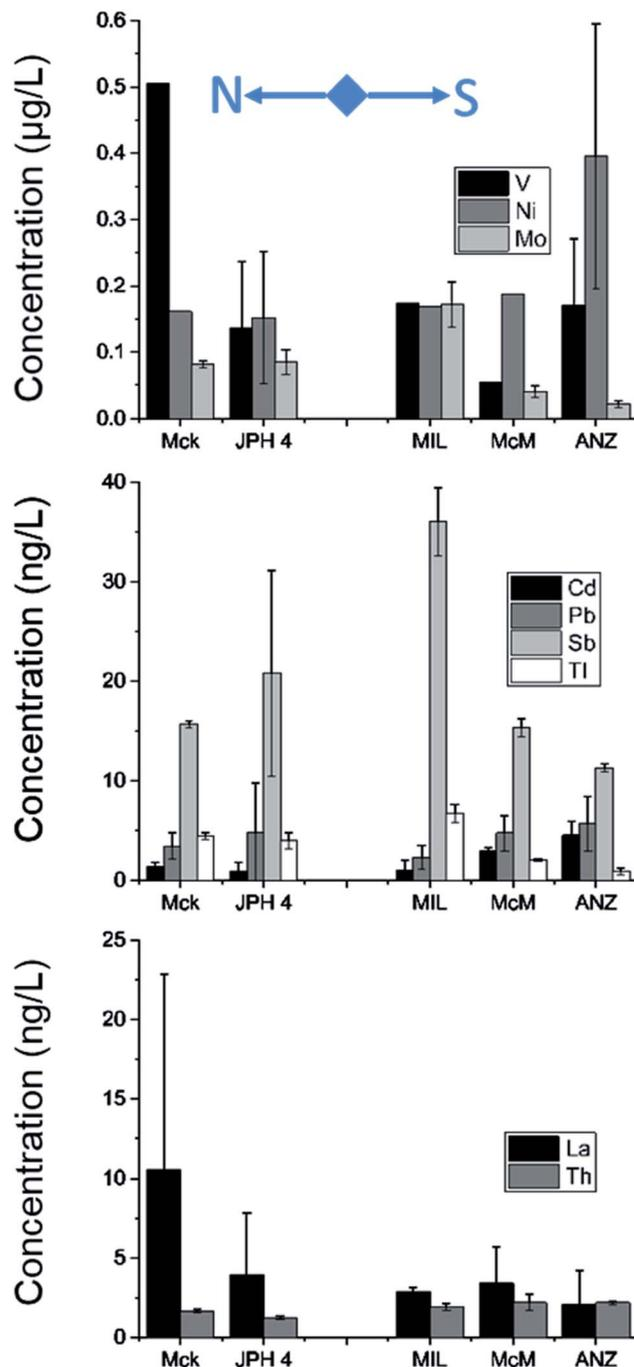 Concentration (µg/L)
0.6
0.5
0.4
0.3
0.2
0.1
0.0
N S
V
Ni
Mo
Mck JPH 4 MIL McM ANZ
Concentration (ng/L)
40
30
20
10
0
Cd
Pb
Sb
Tl
Mck JPH 4 MIL McM ANZ
Concentration (ng/L)
25
20
15
10
5
0
La
Th
Mck JPH 4 MIL McM ANZ